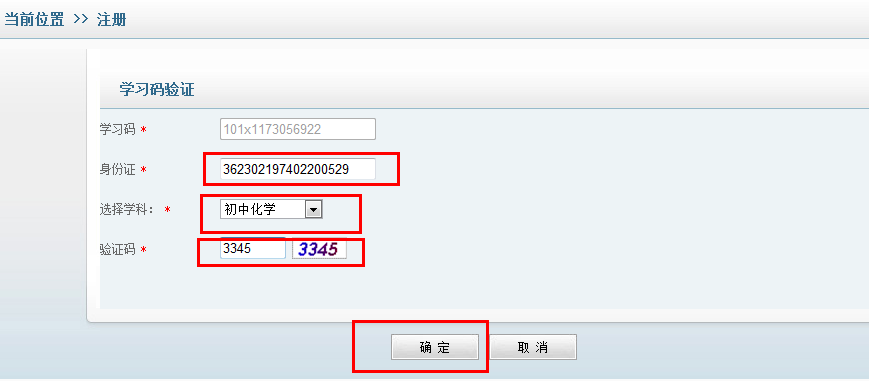 当前位置 >> 注册
学习码验证
学习码 * 101x1173056922
身份证 * 362302197402200529
选择学科： * 初中化学
验证码 * 3345 3345
确 定 取 消